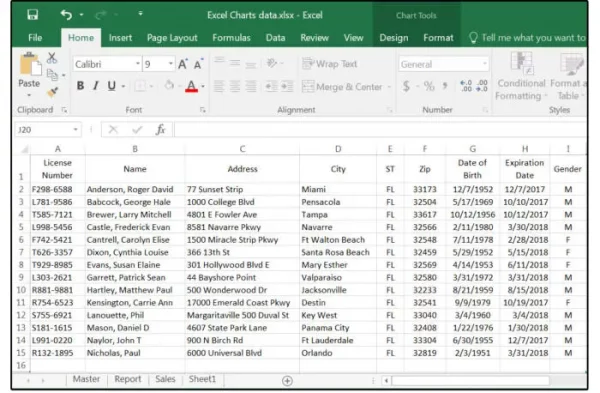 Excel Charts data.xlsx - Excel Chart Tools
File Home Insert Page Layout Formulas Data Review View Design Format Tell me what you want to
Calibri 9 A A Wrap Text General
Paste B I U A Merge & Center $ % , .0 .00 .00 .0 Conditional Format a
Formatting Table
Clipboard Font Alignment Number Styles
J20 fx
A B C D E F G H I
1 License Number Name Address City ST Zip Date of Birth Expiration Date Gender
2 F298-6588 Anderson, Roger David 77 Sunset Strip Miami FL 33173 12/7/1952 12/7/2017 M
3 L781-9586 Babcock, George Hale 1000 College Blvd Pensacola FL 32504 5/17/1969 10/10/2017 M
4 T585-7121 Brewer, Larry Mitchell 4801 E Fowler Ave Tampa FL 33617 10/12/1956 10/12/2017 M
5 L998-5456 Castle, Frederick Evan 8581 Navarre Pkwy Navarre FL 32566 2/11/1980 3/30/2018 M
6 F742-5421 Cantrell, Carolyn Elise 1500 Miracle Strip Pkwy Ft Walton Beach FL 32548 7/11/1978 2/28/2018 F
7 T626-3357 Dixon, Cynthia Louise 366 13th St Santa Rosa Beach FL 32459 5/29/1952 5/15/2018 F
8 T929-8985 Evans, Susan Elaine 301 Hollywood Blvd E Mary Esther FL 32569 4/14/1953 6/11/2018 F
9 L303-2621 Garrett, Patrick Sean 44 Bayshore Point Valparaiso FL 32580 3/31/1972 3/31/2018 M
10 R881-9881 Hartley, Matthew Paul 500 Wonderwood Dr Jacksonville FL 32233 8/21/1959 8/15/2018 M
11 R754-6523 Kensington, Carrie Ann 17000 Emerald Coast Pkwy Destin FL 32541 9/9/1979 10/19/2017 F
12 S755-6921 Lanouette, Phil Margaritaville 500 Duval St Key West FL 33040 3/4/1960 3/4/2018 M
13 S181-1615 Mason, Daniel D 4607 State Park Lane Panama City FL 32408 1/22/1976 1/30/2018 M
14 L991-0220 Naylor, John T 900 N Birch Rd Ft Lauderdale FL 33304 6/30/1955 12/7/2017 M
15 R132-1895 Nicholas, Paul 6000 Universal Blvd Orlando FL 32819 2/3/1951 3/31/2018 M
16
Master Report Sales Sheet1